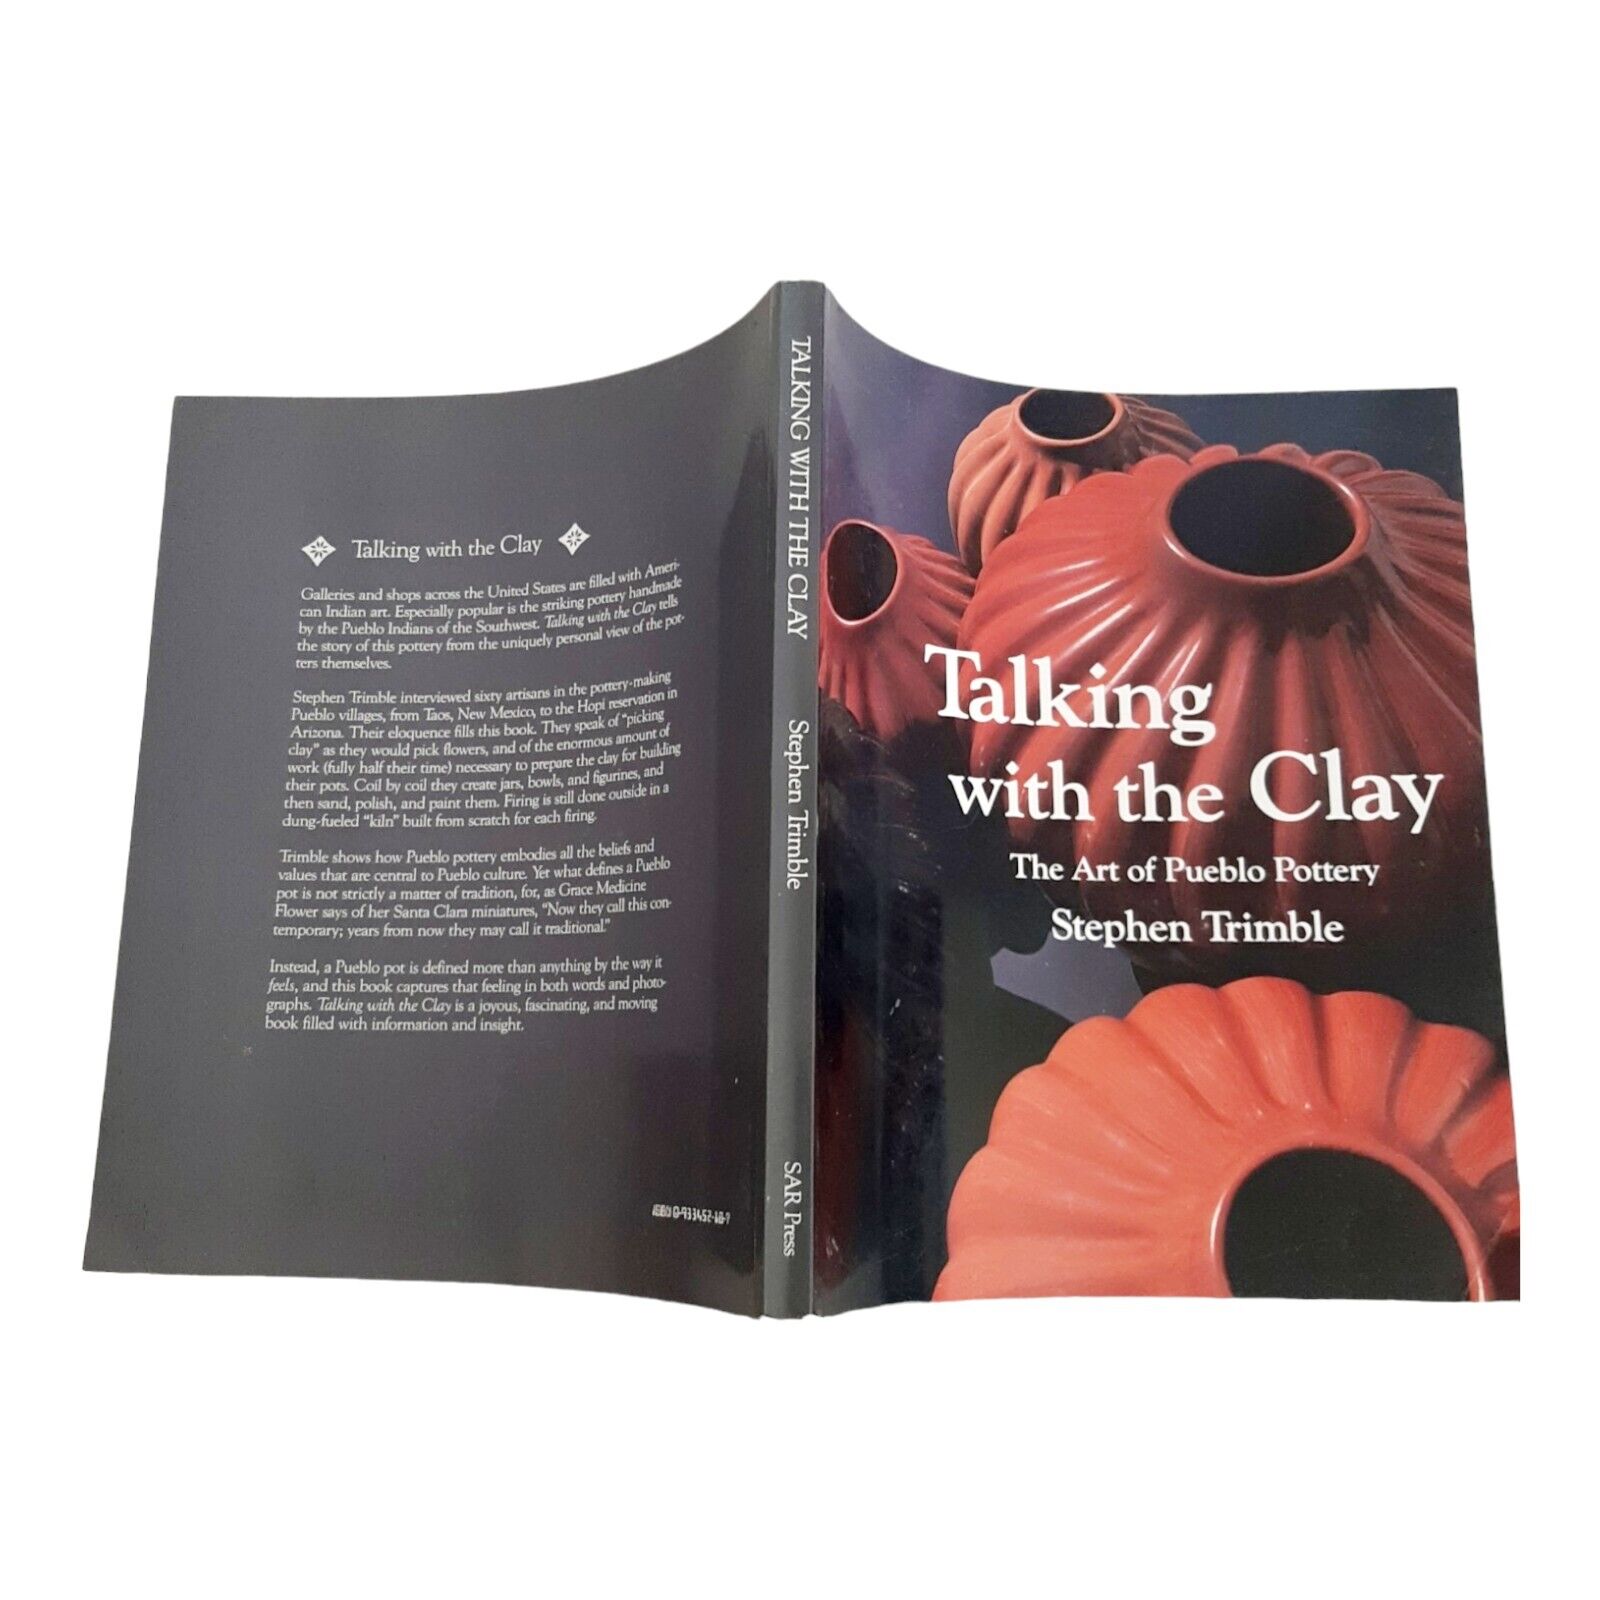 Talking with the Clay
Galleries and shops across the United States are filled with Ameri-
can Indian art. Especially popular is the striking pottery handmade
by the Pueblo Indians of the Southwest. Talking with the Clay tells
the story of this pottery from the uniquely personal view of the pot-
ters themselves.
Stephen Trimble interviewed sixty artisans in the pottery-making
Pueblo villages, from Taos, New Mexico, to the Hopi reservation in
Arizona. Their eloquence fills this book. They speak of "picking
clay" as they would pick flowers, and of the enormous amount of
work (fully half their time) necessary to prepare the clay for building
their pots. Coil by coil they create jars, bowls, and figurines, and
then sand, polish, and paint them. Firing is still done outside in a
dung-fueled "kiln" built from scratch for each firing.
Trimble shows how Pueblo pottery embodies all the beliefs and
values that are central to Pueblo culture. Yet what defines a Pueblo
pot is not strictly a matter of tradition, for, as Grace Medicine
Flower says of her Santa Clara miniatures, "Now they call this con-
temporary; years from now they may call it traditional."
Instead, a Pueblo pot is defined more than anything by the way it
feels, and this book captures that feeling in both words and photo-
graphs. Talking with the Clay is a joyous, fascinating, and moving
book filled with information and insight.
ISBN
TALKING WITH THE CLAY
Stephen Trimble
SAR Press
Talking
with the Clay
The Art of Pueblo Pottery
Stephen Trimble